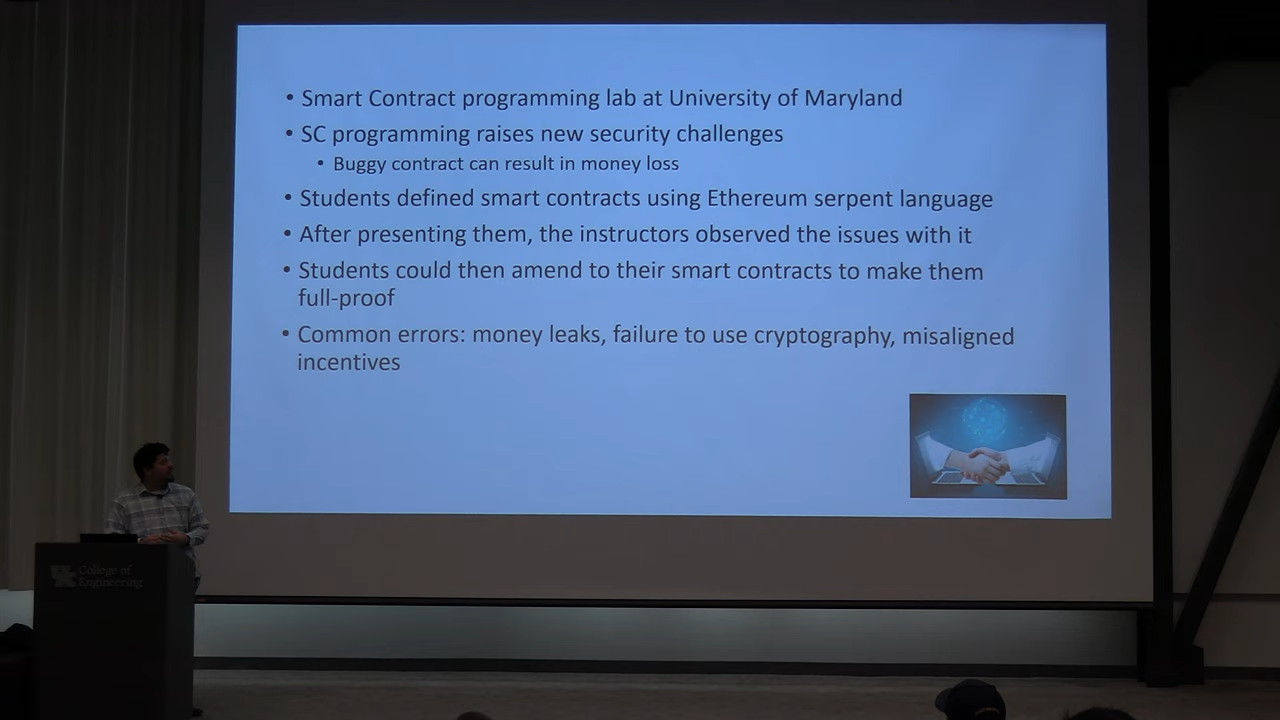 • Smart Contract programming lab at University of Maryland
• SC programming raises new security challenges
• Buggy contract can result in money loss
• Students defined smart contracts using Ethereum serpent language
• After presenting them, the instructors observed the issues with it
• Students could then amend to their smart contracts to make them
full-proof
• Common errors: money leaks, failure to use cryptography, misaligned
incentives
College of
Engineering